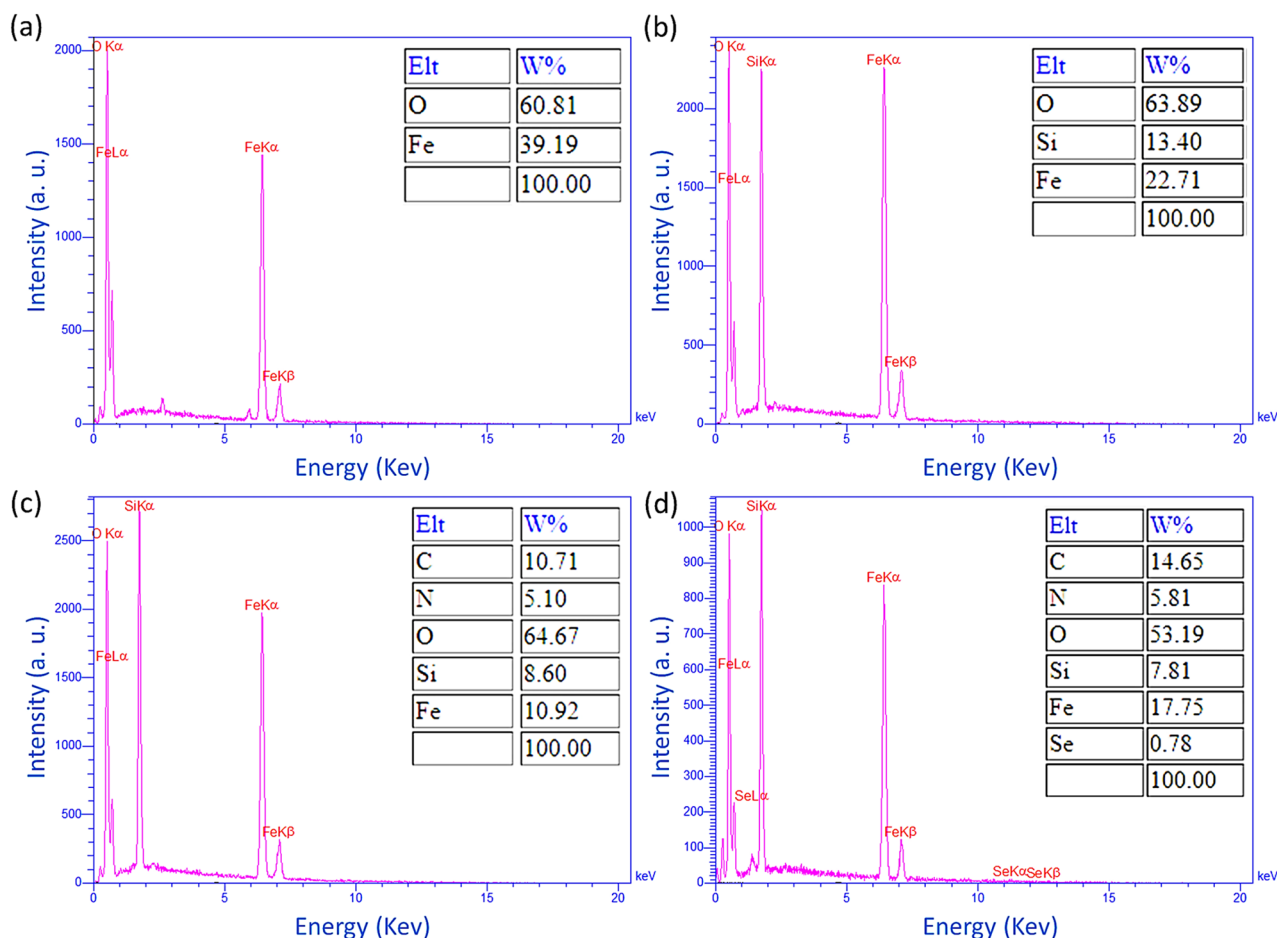 (a)
2000
1500
1000
500
0
O Kα
FeLα
FeKα
FeKβ
Elt W%
O 60.81
Fe 39.19
100.00
0 5 10 15 20
keV
Intensity (a. u.)
Energy (Kev)
(b)
2000
1500
1000
500
0
O Kα
SiKα
FeLα
FeKα
FeKβ
Elt W%
O 63.89
Si 13.40
Fe 22.71
100.00
0 5 10 15 20
keV
Intensity (a. u.)
Energy (Kev)
(c)
2500
2000
1500
1000
500
0
O Kα
SiKα
FeLα
FeKα
FeKβ
Elt W%
C 10.71
N 5.10
O 64.67
Si 8.60
Fe 10.92
100.00
0 5 10 15 20
keV
Intensity (a. u.)
Energy (Kev)
(d)
1000
900
800
700
600
500
400
300
200
100
0
O Kα
SiKα
FeLα
SeLα
FeKα
FeKβ
SeKα
SeKβ
Elt W%
C 14.65
N 5.81
O 53.19
Si 7.81
Fe 17.75
Se 0.78
100.00
0 5 10 15 20
keV
Intensity (a. u.)
Energy (Kev)